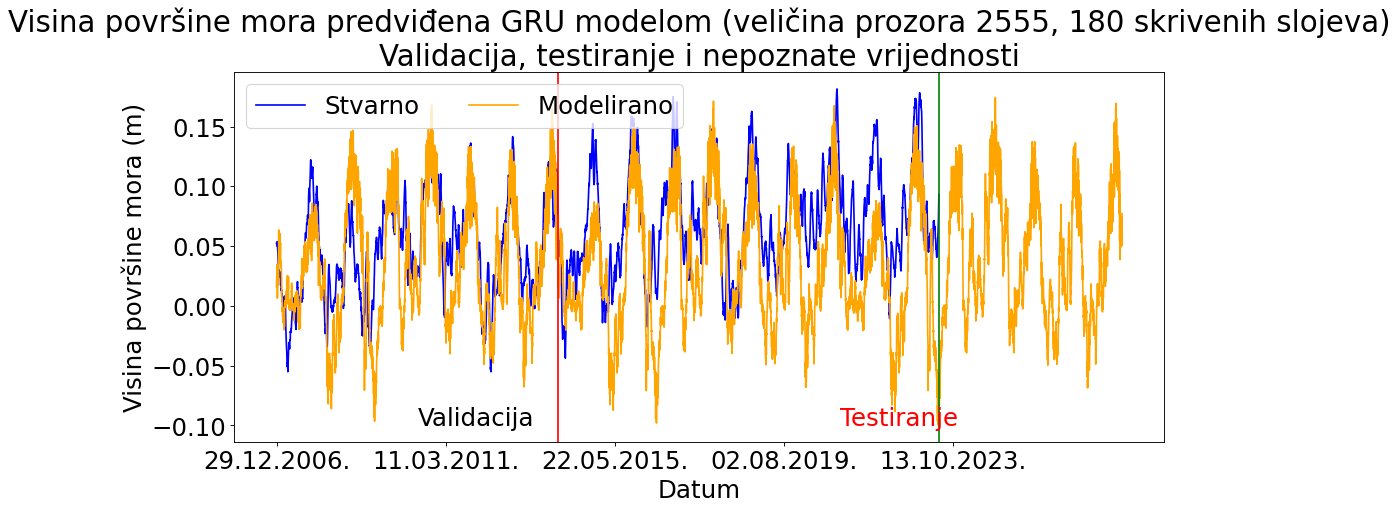 Visina površine mora predviđena GRU modelom (veličina prozora 2555, 180 skrivenih slojeva)
Validacija, testiranje i nepoznate vrijednosti
Stvarno
Modelirano
Visina površine mora (m)
0.15
0.10
0.05
0.00
−0.05
−0.10
Validacija
Testiranje
29.12.2006.
11.03.2011.
22.05.2015.
02.08.2019.
13.10.2023.
Datum